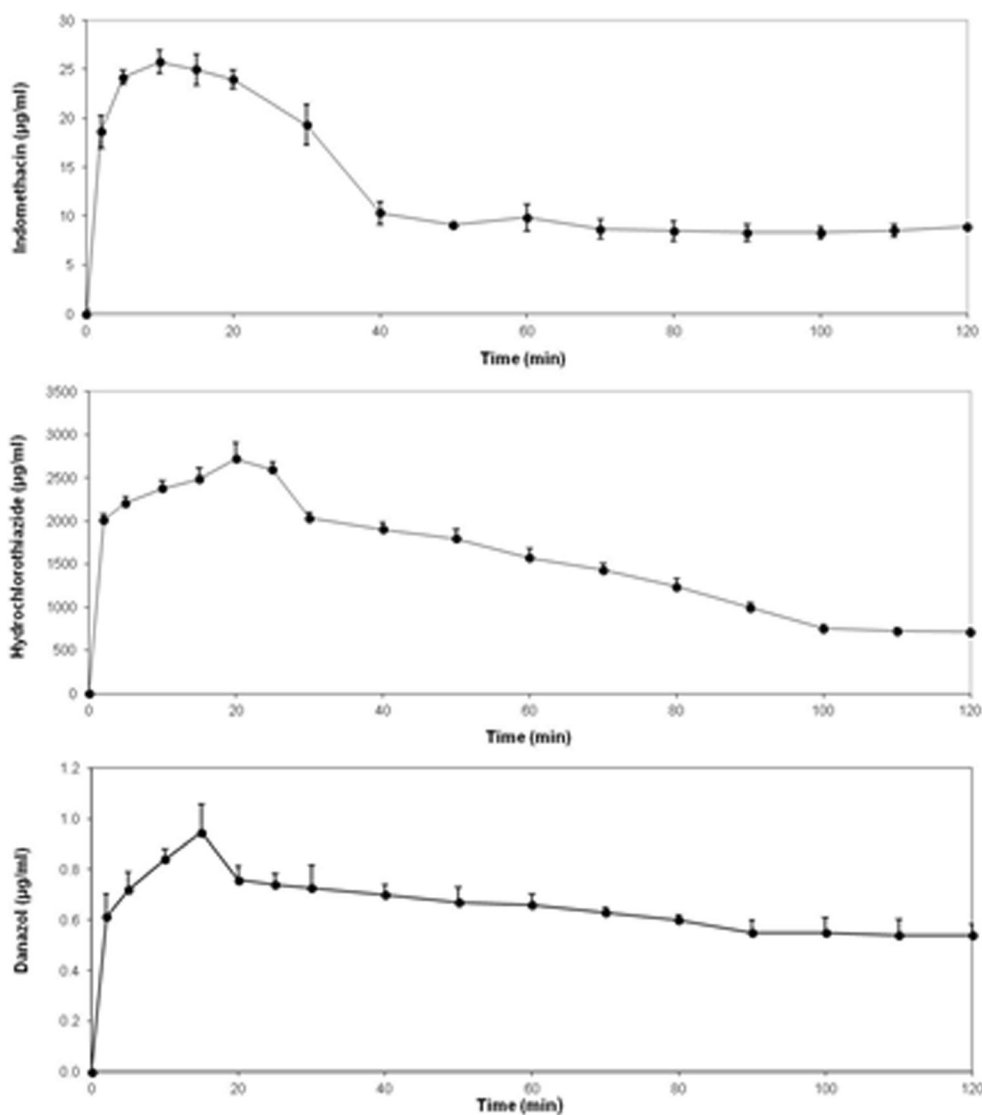 30
25
20
15
10
5
0
Indomethacin (µg/ml)
0 20 40 60 80 100 120
Time (min)
3500
3000
2500
2000
1500
1000
500
0
Hydrochlorothiazide (µg/ml)
0 20 40 60 80 100 120
Time (min)
1.2
1.0
0.8
0.6
0.4
0.2
0.0
Danazol (µg/ml)
0 20 40 60 80 100 120
Time (min)